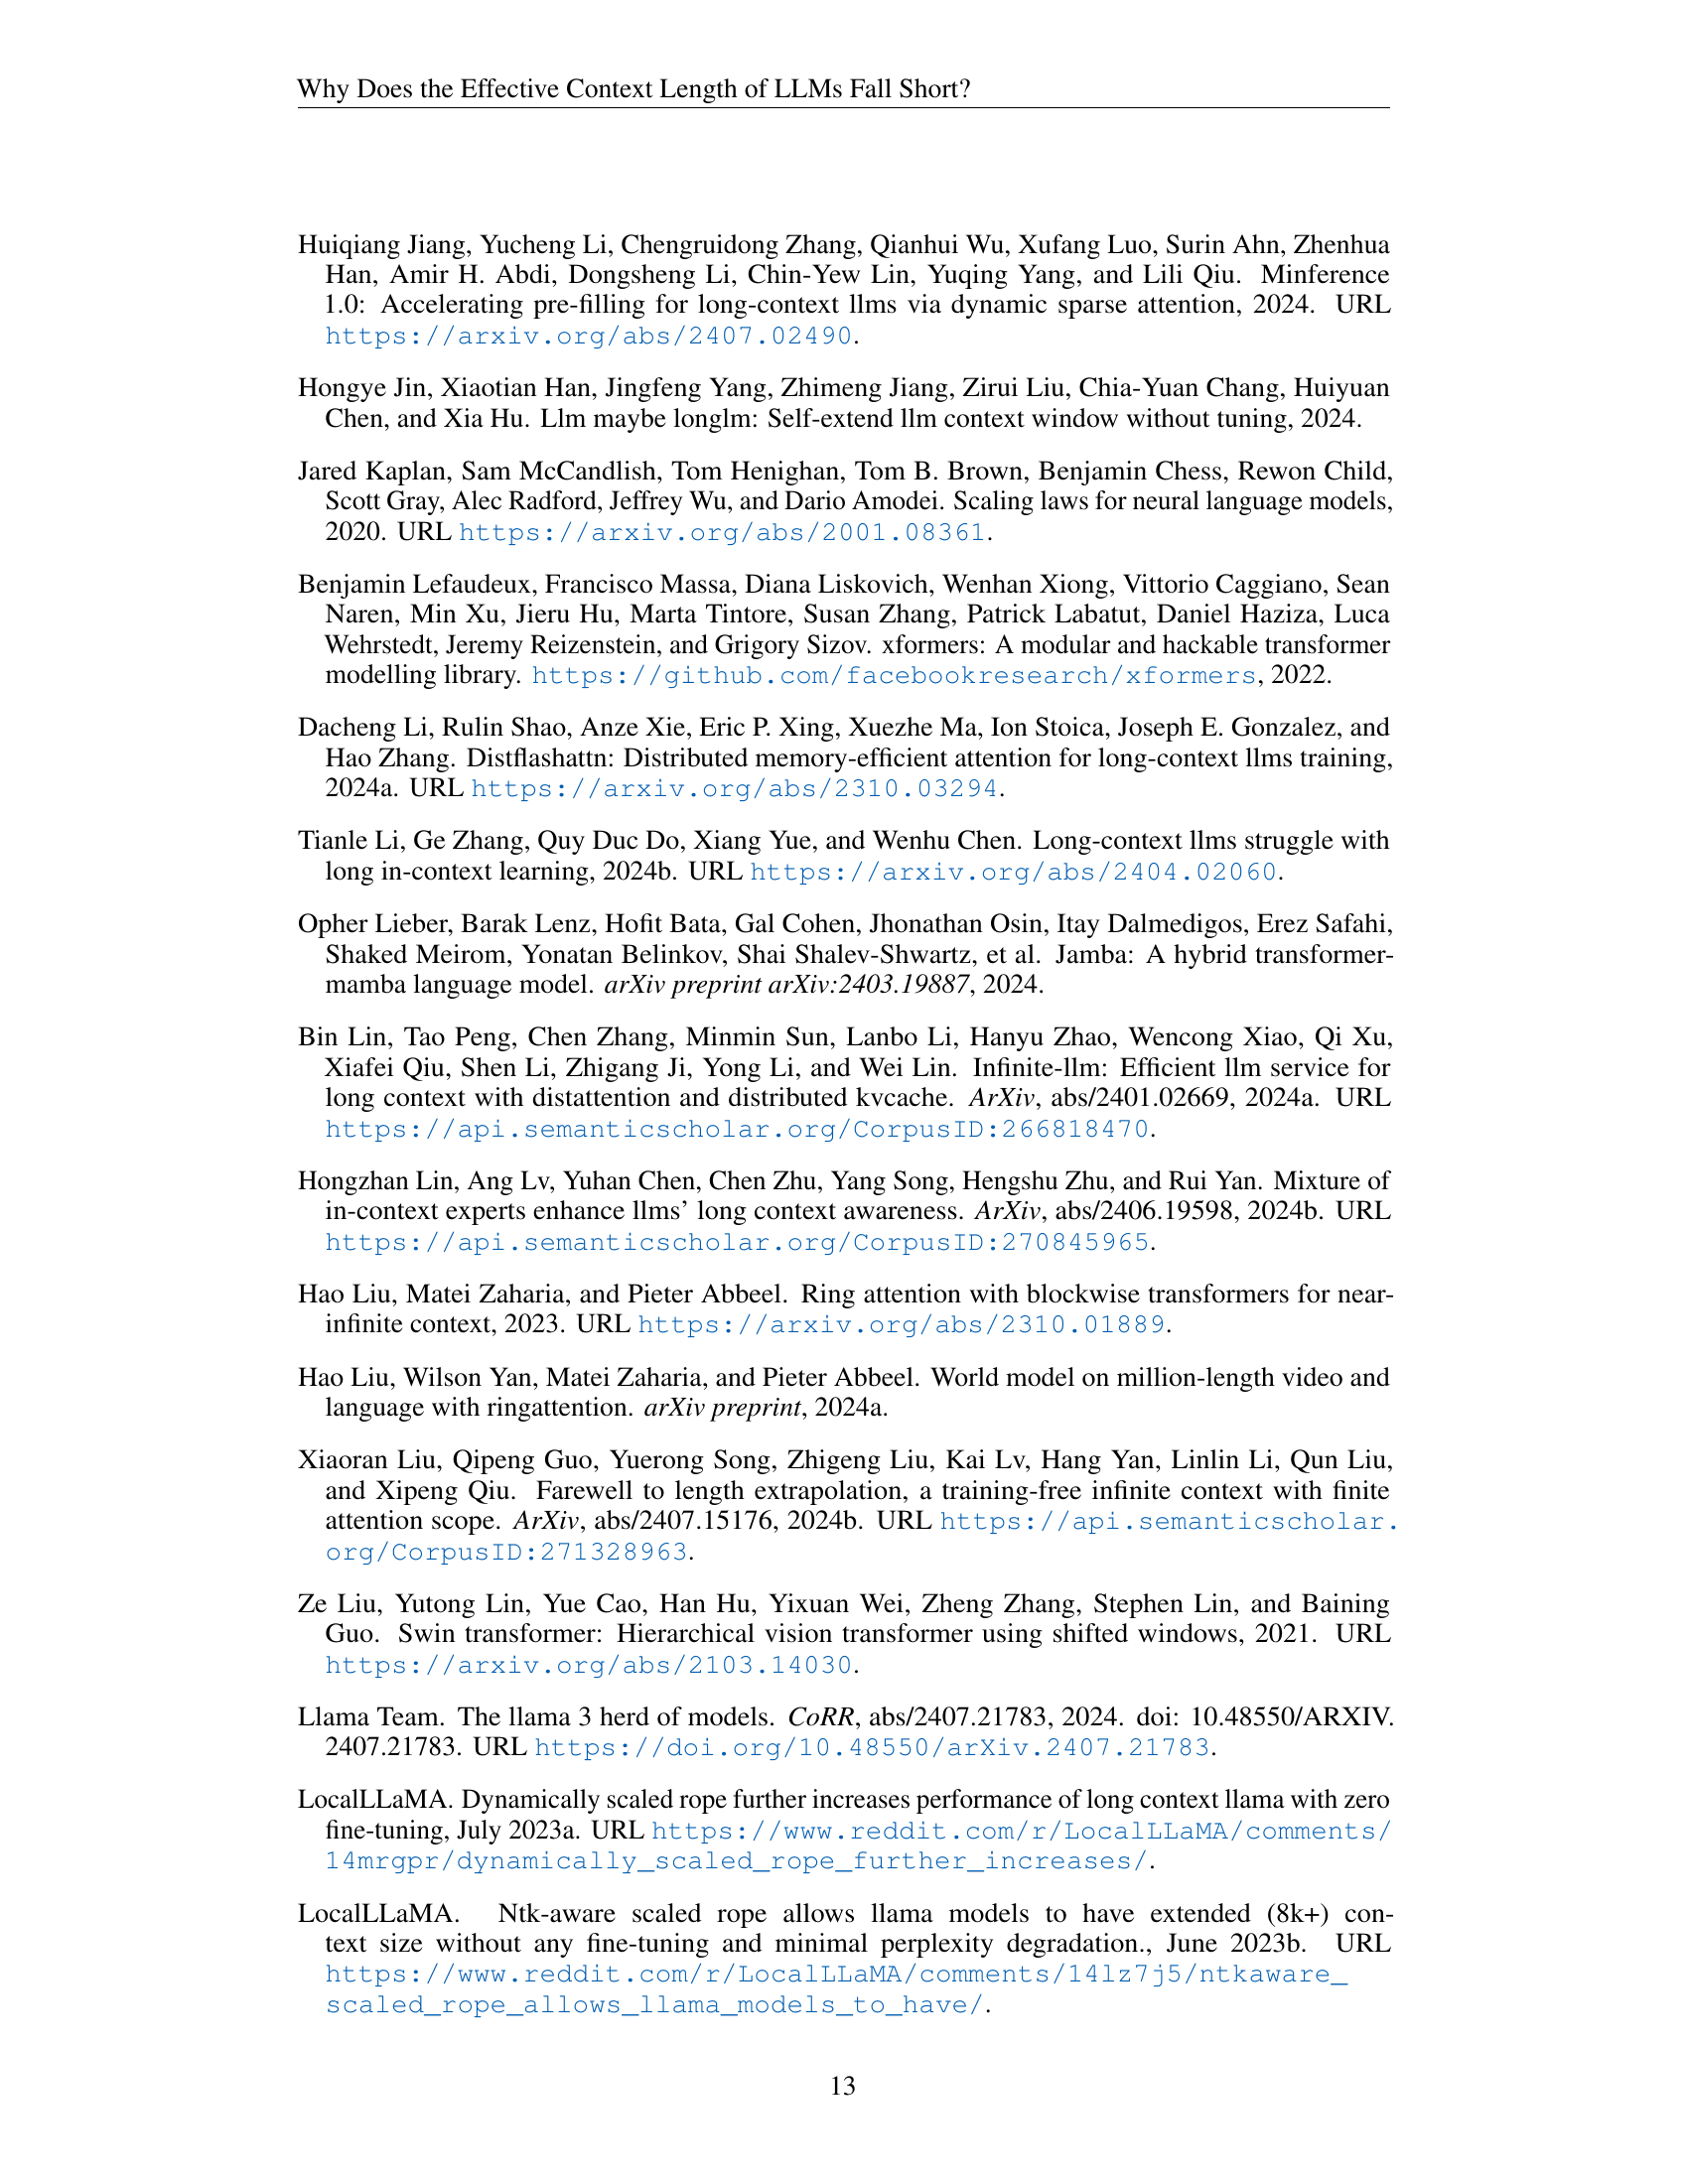 Why Does the Effective Context Length of LLMs Fall Short?
Huiqiang Jiang, Yucheng Li, Chengruidong Zhang, Qianhui Wu, Xufang Luo, Surin Ahn, Zhenhua
Han, Amir H. Abdi, Dongsheng Li, Chin-Yew Lin, Yuqing Yang, and Lili Qiu. Minference
1.0: Accelerating pre-filling for long-context llms via dynamic sparse attention, 2024. URL
https://arxiv.org/abs/2407.02490.
Hongye Jin, Xiaotian Han, Jingfeng Yang, Zhimeng Jiang, Zirui Liu, Chia-Yuan Chang, Huiyuan
Chen, and Xia Hu. Llm maybe longlm: Self-extend llm context window without tuning, 2024.
Jared Kaplan, Sam McCandlish, Tom Henighan, Tom B. Brown, Benjamin Chess, Rewon Child,
Scott Gray, Alec Radford, Jeffrey Wu, and Dario Amodei. Scaling laws for neural language models,
2020. URL https://arxiv.org/abs/2001.08361.
Benjamin Lefaudeux, Francisco Massa, Diana Liskovich, Wenhan Xiong, Vittorio Caggiano, Sean
Naren, Min Xu, Jieru Hu, Marta Tintore, Susan Zhang, Patrick Labatut, Daniel Haziza, Luca
Wehrstedt, Jeremy Reizenstein, and Grigory Sizov. xformers: A modular and hackable transformer
modelling library. https://github.com/facebookresearch/xformers, 2022.
Dacheng Li, Rulin Shao, Anze Xie, Eric P. Xing, Xuezhe Ma, Ion Stoica, Joseph E. Gonzalez, and
Hao Zhang. Distflashattn: Distributed memory-efficient attention for long-context llms training,
2024a. URL https://arxiv.org/abs/2310.03294.
Tianle Li, Ge Zhang, Quy Duc Do, Xiang Yue, and Wenhu Chen. Long-context llms struggle with
long in-context learning, 2024b. URL https://arxiv.org/abs/2404.02060.
Opher Lieber, Barak Lenz, Hofit Bata, Gal Cohen, Jhonathan Osin, Itay Dalmedigos, Erez Safahi,
Shaked Meirom, Yonatan Belinkov, Shai Shalev-Shwartz, et al. Jamba: A hybrid transformer-
mamba language model. arXiv preprint arXiv:2403.19887, 2024.
Bin Lin, Tao Peng, Chen Zhang, Minmin Sun, Lanbo Li, Hanyu Zhao, Wencong Xiao, Qi Xu,
Xiafei Qiu, Shen Li, Zhigang Ji, Yong Li, and Wei Lin. Infinite-llm: Efficient llm service for
long context with distattention and distributed kvcache. ArXiv, abs/2401.02669, 2024a. URL
https://api.semanticscholar.org/CorpusID:266818470.
Hongzhan Lin, Ang Lv, Yuhan Chen, Chen Zhu, Yang Song, Hengshu Zhu, and Rui Yan. Mixture of
in-context experts enhance llms’ long context awareness. ArXiv, abs/2406.19598, 2024b. URL
https://api.semanticscholar.org/CorpusID:270845965.
Hao Liu, Matei Zaharia, and Pieter Abbeel. Ring attention with blockwise transformers for near-
infinite context, 2023. URL https://arxiv.org/abs/2310.01889.
Hao Liu, Wilson Yan, Matei Zaharia, and Pieter Abbeel. World model on million-length video and
language with ringattention. arXiv preprint, 2024a.
Xiaoran Liu, Qipeng Guo, Yuerong Song, Zhigeng Liu, Kai Lv, Hang Yan, Linlin Li, Qun Liu,
and Xipeng Qiu. Farewell to length extrapolation, a training-free infinite context with finite
attention scope. ArXiv, abs/2407.15176, 2024b. URL https://api.semanticscholar.
org/CorpusID:271328963.
Ze Liu, Yutong Lin, Yue Cao, Han Hu, Yixuan Wei, Zheng Zhang, Stephen Lin, and Baining
Guo. Swin transformer: Hierarchical vision transformer using shifted windows, 2021. URL
https://arxiv.org/abs/2103.14030.
Llama Team. The llama 3 herd of models. CoRR, abs/2407.21783, 2024. doi: 10.48550/ARXIV.
2407.21783. URL https://doi.org/10.48550/arXiv.2407.21783.
LocalLLaMA. Dynamically scaled rope further increases performance of long context llama with zero
fine-tuning, July 2023a. URL https://www.reddit.com/r/LocalLLaMA/comments/
14mrgpr/dynamically_scaled_rope_further_increases/.
LocalLLaMA. Ntk-aware scaled rope allows llama models to have extended (8k+) con-
text size without any fine-tuning and minimal perplexity degradation., June 2023b. URL
https://www.reddit.com/r/LocalLLaMA/comments/14lz7j5/ntkaware_
scaled_rope_allows_llama_models_to_have/.
13